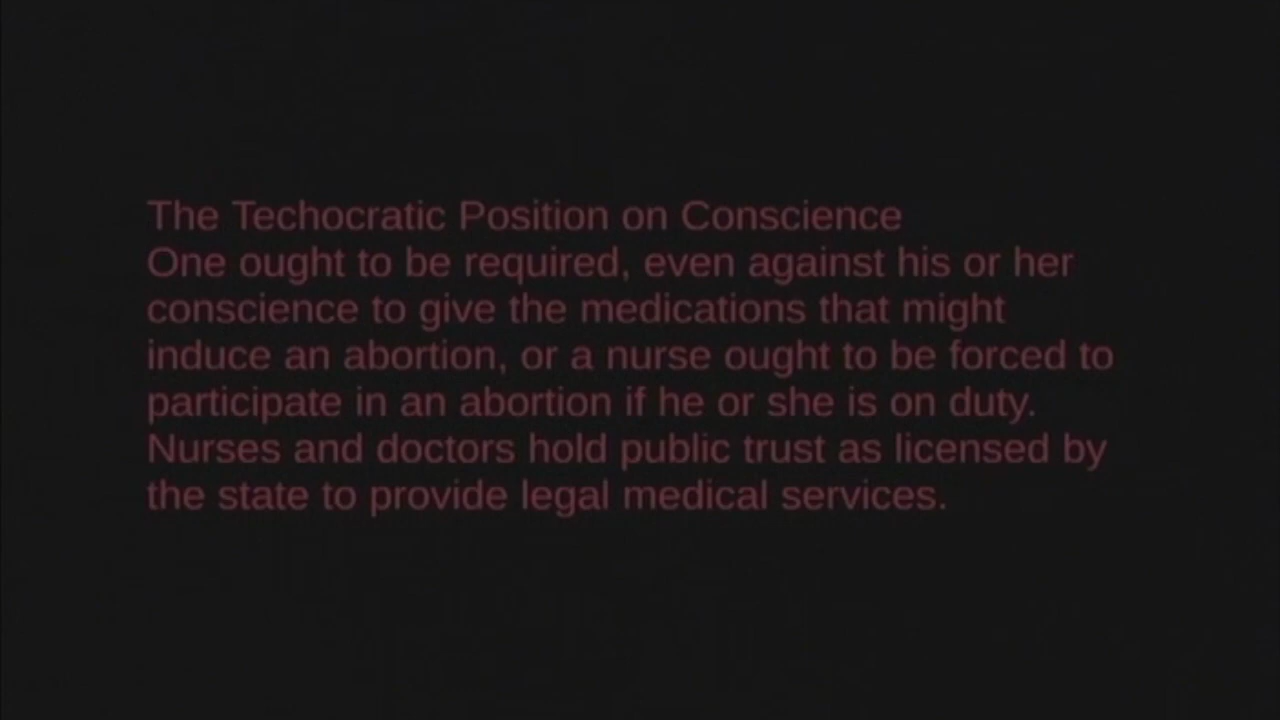 The Techocratic Position on Conscience
One ought to be required, even against his or her
conscience to give the medications that might
induce an abortion, or a nurse ought to be forced to
participate in an abortion if he or she is on duty.
Nurses and doctors hold public trust as licensed by
the state to provide legal medical services.